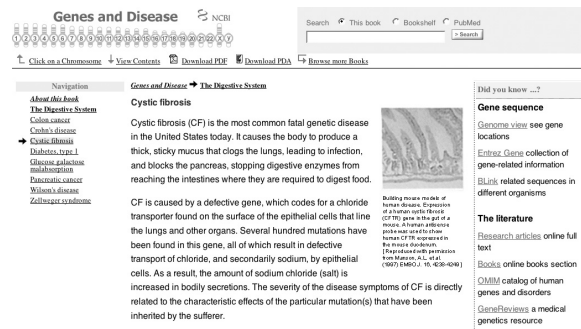 Genes and Disease
NCBI
1 2 3 4 5 6 7 8 9 10 11 12 13 14 15 16 17 18 19 20 21 22 X Y
Search This book Bookshelf PubMed
> Search
Click on a Chromosome View Contents Download PDF Download PDA Browse more Books
Navigation
About this book
The Digestive System
Colon cancer
Crohn's disease
Cystic fibrosis
Diabetes, type 1
Glucose galactose
malabsorption
Pancreatic cancer
Wilson's disease
Zellweger syndrome
Genes and Disease The Digestive System
Cystic fibrosis
Cystic fibrosis (CF) is the most common fatal genetic disease
in the United States today. It causes the body to produce a
thick, sticky mucus that clogs the lungs, leading to infection,
and blocks the pancreas, stopping digestive enzymes from
reaching the intestines where they are required to digest food.
CF is caused by a defective gene, which codes for a chloride
transporter found on the surface of the epithelial cells that line
the lungs and other organs. Several hundred mutations have
been found in this gene, all of which result in defective
transport of chloride, and secondarily sodium, by epithelial
cells. As a result, the amount of sodium chloride (salt) is
increased in bodily secretions. The severity of the disease symptoms of CF is directly
related to the characteristic effects of the particular mutation(s) that have been
inherited by the sufferer.
Building mouse models of
human disease. Expression
of a human cystic fibrosis
(CFTR) gene in the gut of a
mouse. A human antisense
probe was used to show
human CFTR expressed in
the mouse duodenum.
[Reproduced with permission
from Manson, A.L. et al.
(1997) EMBO J. 16, 4238-4249]
Did you know ...?
Gene sequence
Genome view see gene
locations
Entrez Gene collection of
gene-related information
BLink related sequences in
different organisms
The literature
Research articles online full
text
Books online books section
OMIM catalog of human
genes and disorders
GeneReviews a medical
genetics resource